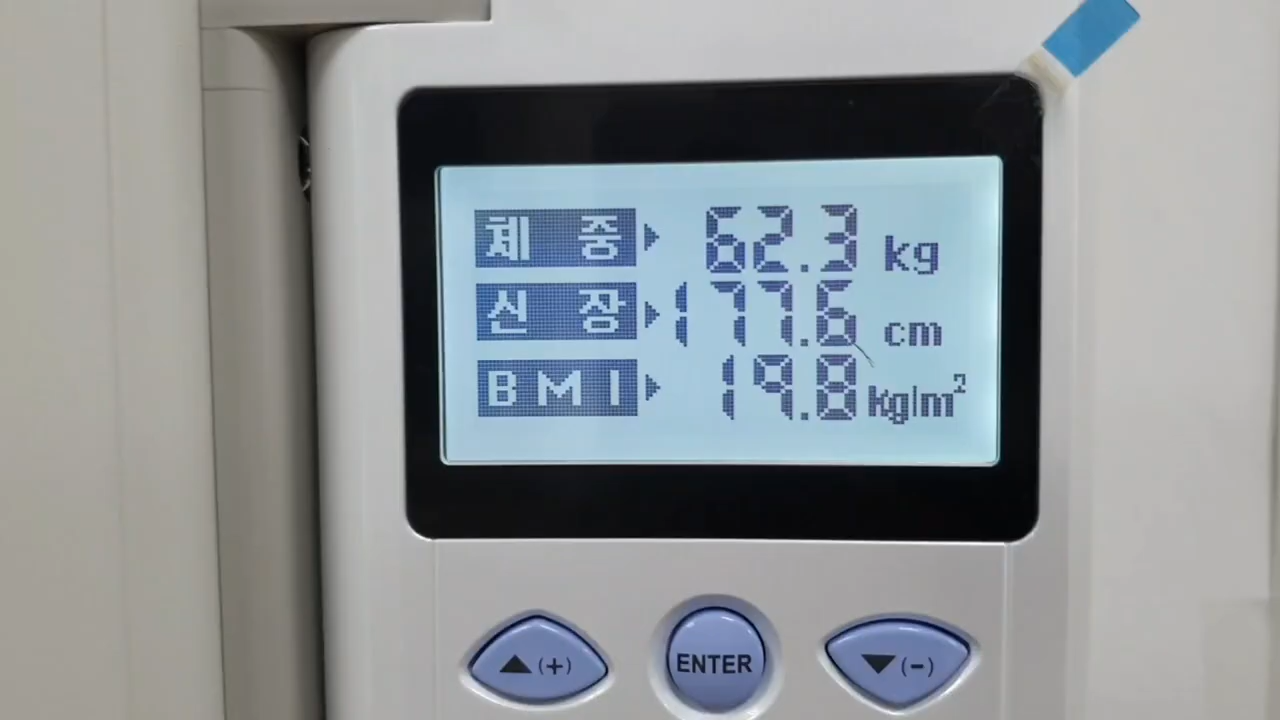 체 중 ▶ 62.3 kg
신 장 ▶ 177.6 cm
BMI ▶ 19.8 kg/m²
▲(+) ENTER ▼(-)